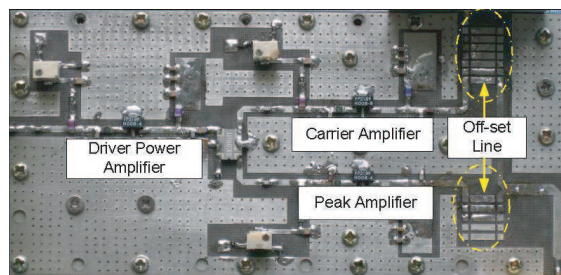 Carrier Amplifier
Off-set
Line
Driver Power
Amplifier
Peak Amplifier